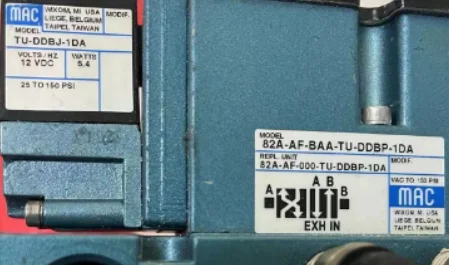 MAC
WIXOM, MI USA
LIEGE, BELGIUM
TAIPEI, TAIWAN
MODIF.
MODEL
TU-DDBJ-1DA
VOLTS/HZ
12 VDC
WATTS
5.4
25 TO 150 PSI
MODEL
82A-AF-BAA-TU-DDBP-1DA
REPL. UNIT
82A-AF-000-TU-DDBP-1DA
MODIF.
VAC TO 150 PSI
A
A B
B
EXH IN
MAC
WIXOM, MI. USA
LIEGE, BELGIUM
TAIPEI, TAIWAN